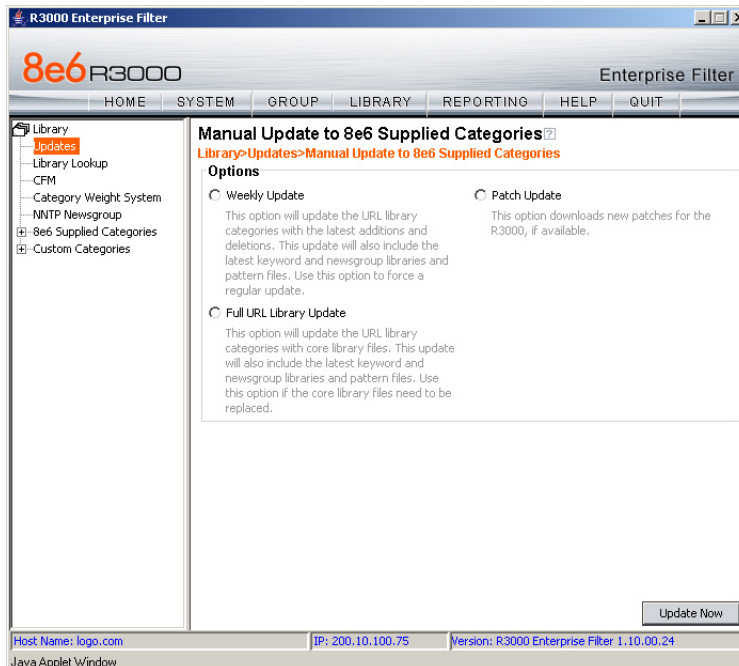 R3000 Enterprise Filter
8e6 R3000
Enterprise Filter
HOME SYSTEM GROUP LIBRARY REPORTING HELP QUIT
Library
Updates
Library Lookup
CFM
Category Weight System
NNTP Newsgroup
8e6 Supplied Categories
Custom Categories
Manual Update to 8e6 Supplied Categories ?
Library>Updates>Manual Update to 8e6 Supplied Categories
Options
Weekly Update
This option will update the URL library
categories with the latest additions and
deletions. This update will also include the
latest keyword and newsgroup libraries and
pattern files. Use this option to force a
regular update.
Full URL Library Update
This option will update the URL library
categories with core library files. This update
will also include the latest keyword and
newsgroup libraries and pattern files. Use
this option if the core library files need to be
replaced.
Patch Update
This option downloads new patches for the
R3000, if available.
Update Now
Host Name: logo.com
IP: 200.10.100.75
Version: R3000 Enterprise Filter 1.10.00.24
Java Applet Window